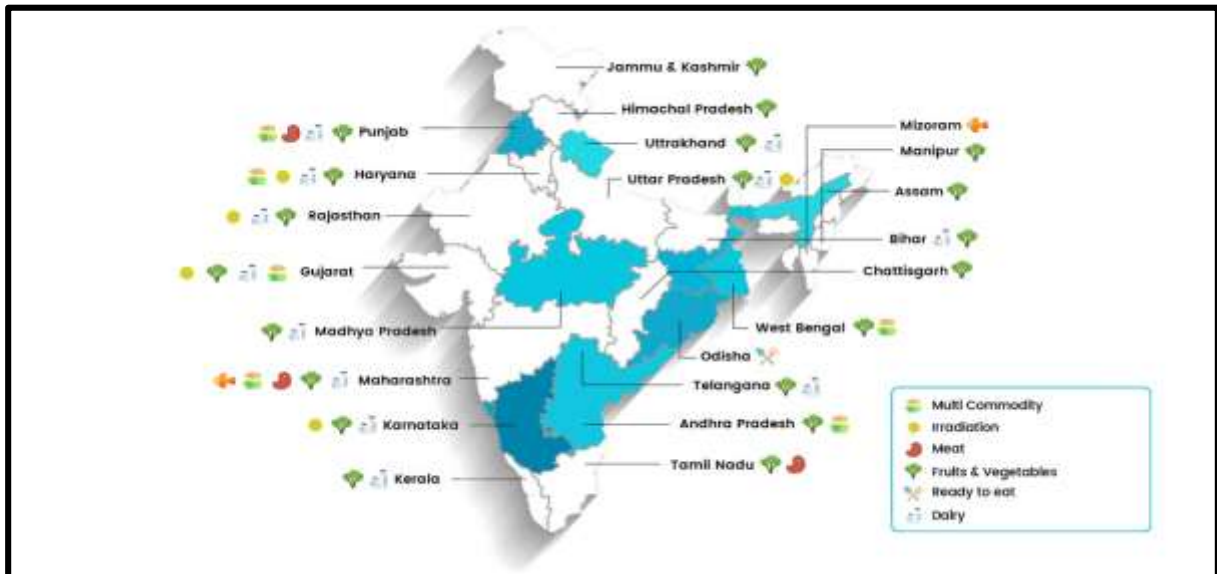 Jammu & Kashmir
Himachal Pradesh
Mizoram
Punjab
Uttrakhand
Manipur
Haryana
Uttar Pradesh
Assam
Rajasthan
Bihar
Gujarat
Chattisgarh
Madhya Pradesh
West Bengal
Odisha
Maharashtra
Telangana
Karnataka
Andhra Pradesh
Tamil Nadu
Kerala
Multi Commodity
Irradiation
Meat
Fruits & Vegetables
Ready to eat
Dairy